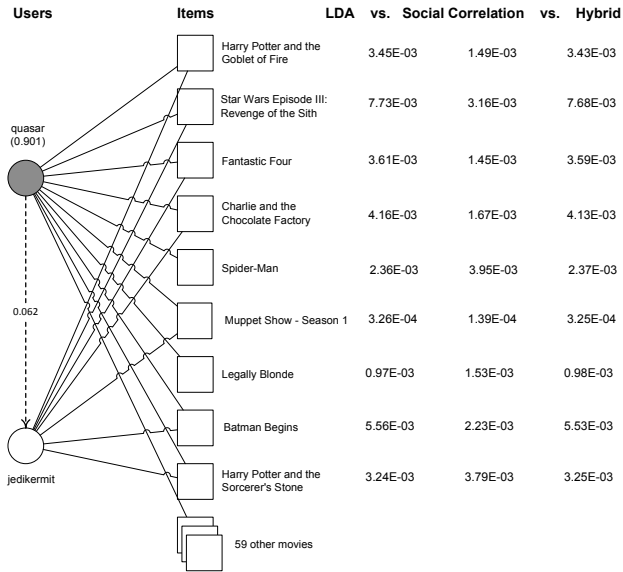 Users Items LDA vs. Social Correlation vs. Hybrid
Harry Potter and the
Goblet of Fire 3.45E-03 1.49E-03 3.43E-03
Star Wars Episode III:
Revenge of the Sith 7.73E-03 3.16E-03 7.68E-03
quasar
(0.901)
Fantastic Four 3.61E-03 1.45E-03 3.59E-03
Charlie and the
Chocolate Factory 4.16E-03 1.67E-03 4.13E-03
Spider-Man 2.36E-03 3.95E-03 2.37E-03
0.062
Muppet Show - Season 1 3.26E-04 1.39E-04 3.25E-04
Legally Blonde 0.97E-03 1.53E-03 0.98E-03
Batman Begins 5.56E-03 2.23E-03 5.53E-03
jedikermit
Harry Potter and the
Sorcerer's Stone 3.24E-03 3.79E-03 3.25E-03
59 other movies